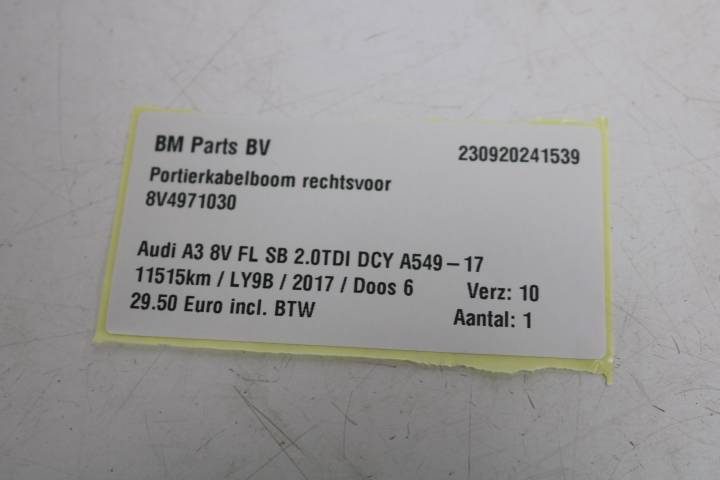 BM Parts BV 230920241539
Portierkabelboom rechtsvoor
8V4971030
Audi A3 8V FL SB 2.0TDI DCY A549-17
11515km / LY9B / 2017 / Doos 6 Verz: 10
29.50 Euro incl. BTW Aantal: 1